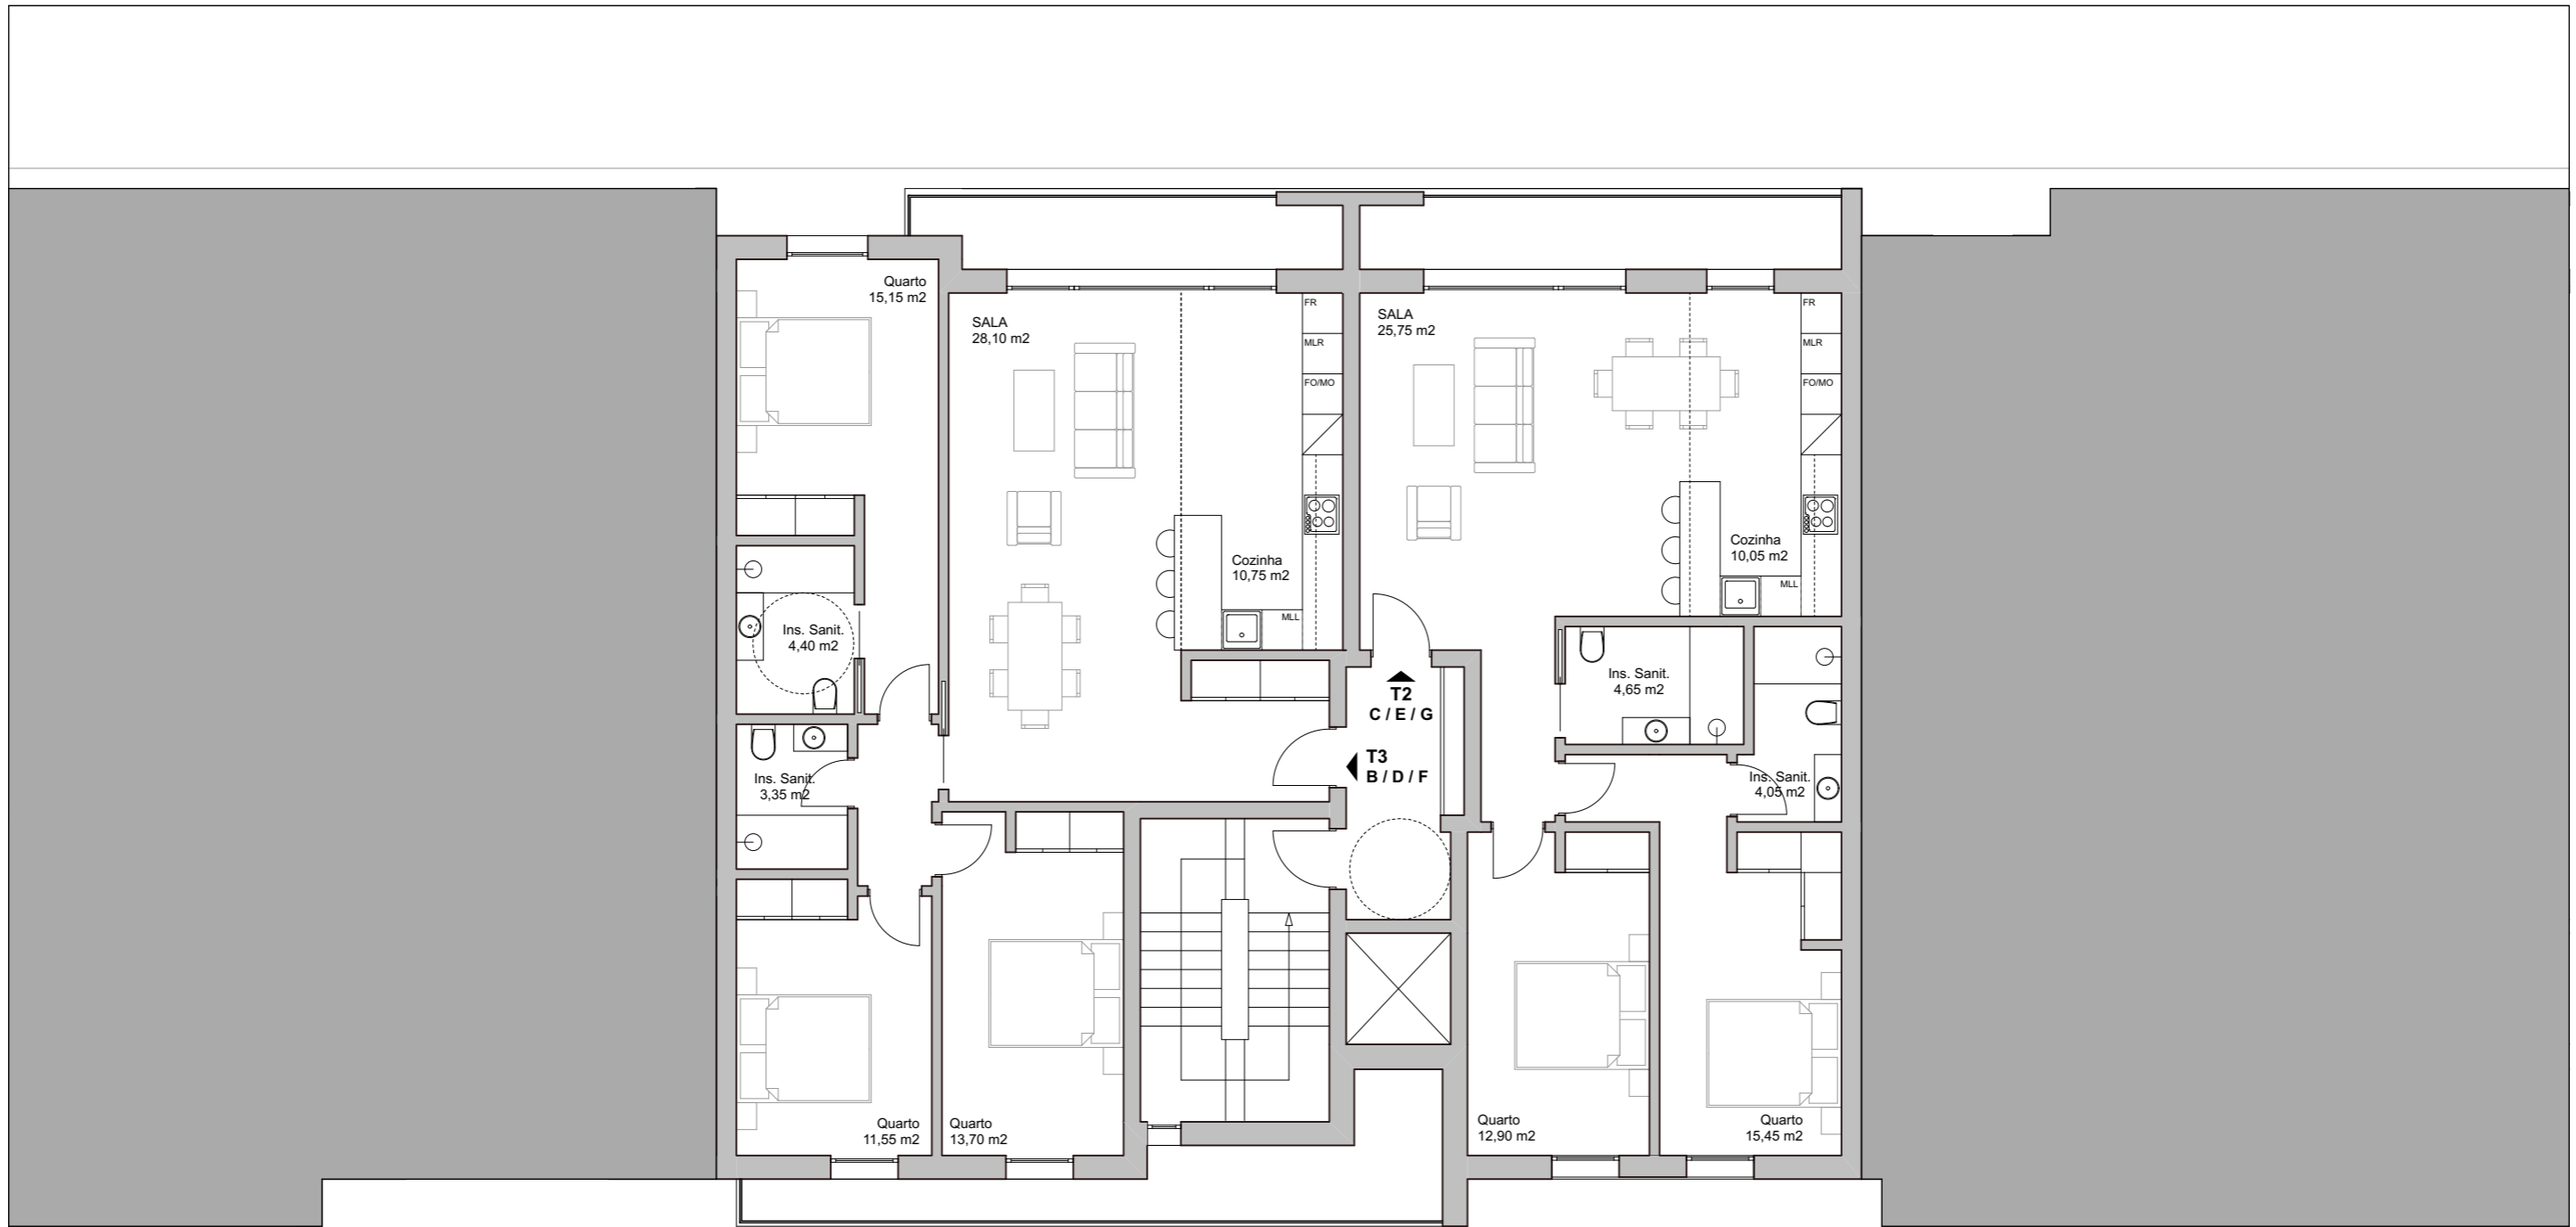 Quarto
15,15 m2
SALA
28,10 m2
FR
MLR
FO/MO
Cozinha
10,75 m2
MLL
SALA
25,75 m2
FR
MLR
FO/MO
Cozinha
10,05 m2
MLL
Ins. Sanit.
4,40 m2
Ins. Sanit.
3,35 m2
T2
C / E / G
T3
B / D / F
Ins. Sanit.
4,65 m2
Ins. Sanit.
4,05 m2
Quarto
11,55 m2
Quarto
13,70 m2
Quarto
12,90 m2
Quarto
15,45 m2